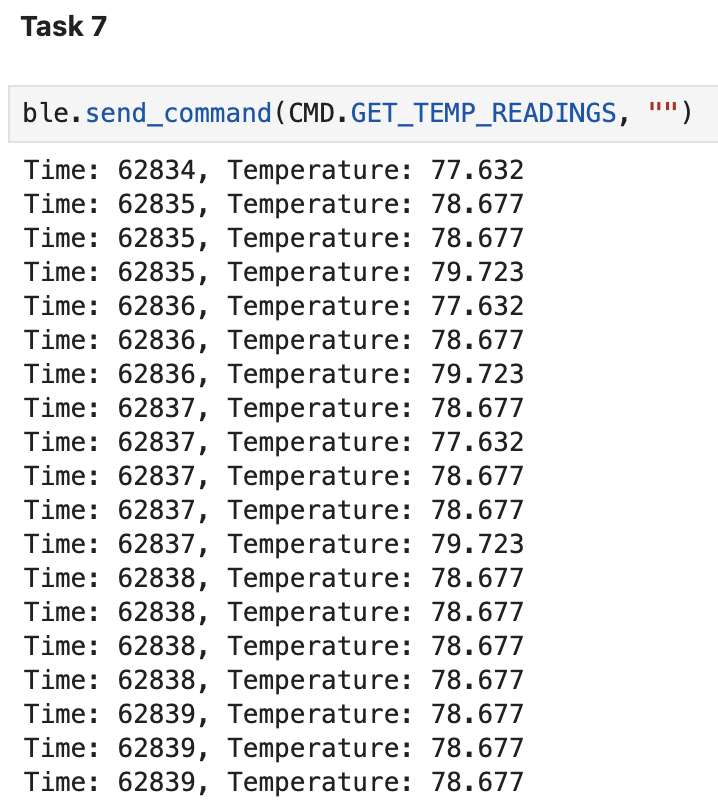 Task 7
ble.send_command(CMD.GET_TEMP_READINGS, "")
Time: 62834, Temperature: 77.632
Time: 62835, Temperature: 78.677
Time: 62835, Temperature: 78.677
Time: 62835, Temperature: 79.723
Time: 62836, Temperature: 77.632
Time: 62836, Temperature: 78.677
Time: 62836, Temperature: 79.723
Time: 62837, Temperature: 78.677
Time: 62837, Temperature: 77.632
Time: 62837, Temperature: 78.677
Time: 62837, Temperature: 78.677
Time: 62837, Temperature: 79.723
Time: 62838, Temperature: 78.677
Time: 62838, Temperature: 78.677
Time: 62838, Temperature: 78.677
Time: 62838, Temperature: 78.677
Time: 62839, Temperature: 78.677
Time: 62839, Temperature: 78.677
Time: 62839, Temperature: 78.677